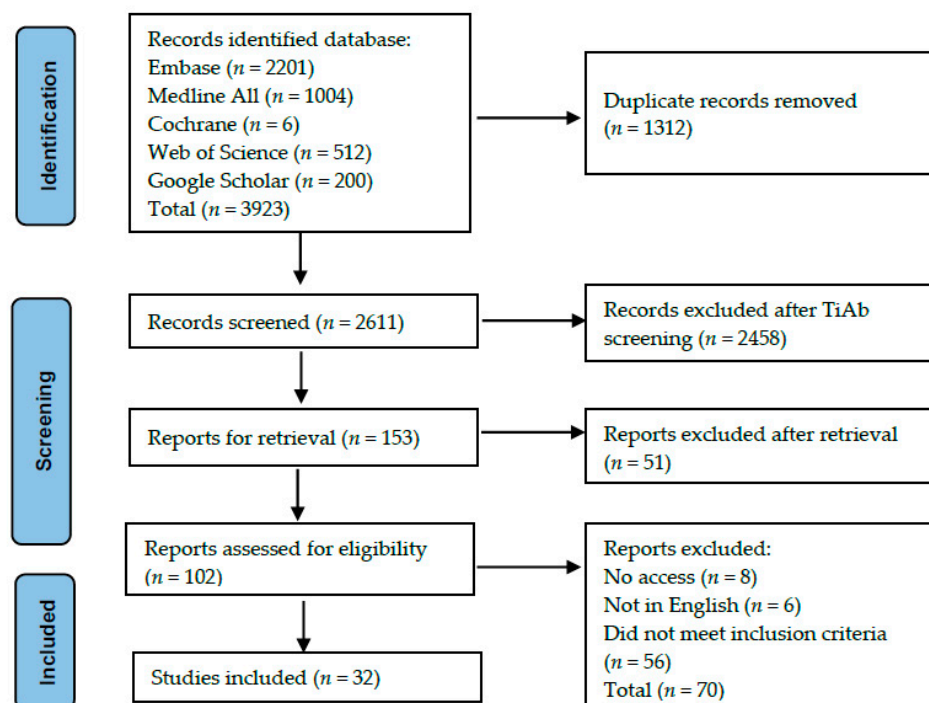 Identification
Records identified database:
Embase (n = 2201)
Medline All (n = 1004)
Cochrane (n = 6)
Web of Science (n = 512)
Google Scholar (n = 200)
Total (n = 3923)
Duplicate records removed
(n = 1312)
Screening
Records screened (n = 2611)
Records excluded after TiAb
screening (n = 2458)
Reports for retrieval (n = 153)
Reports excluded after retrieval
(n = 51)
Reports assessed for eligibility
(n = 102)
Reports excluded:
No access (n = 8)
Not in English (n = 6)
Did not meet inclusion criteria
(n = 56)
Total (n = 70)
Included
Studies included (n = 32)